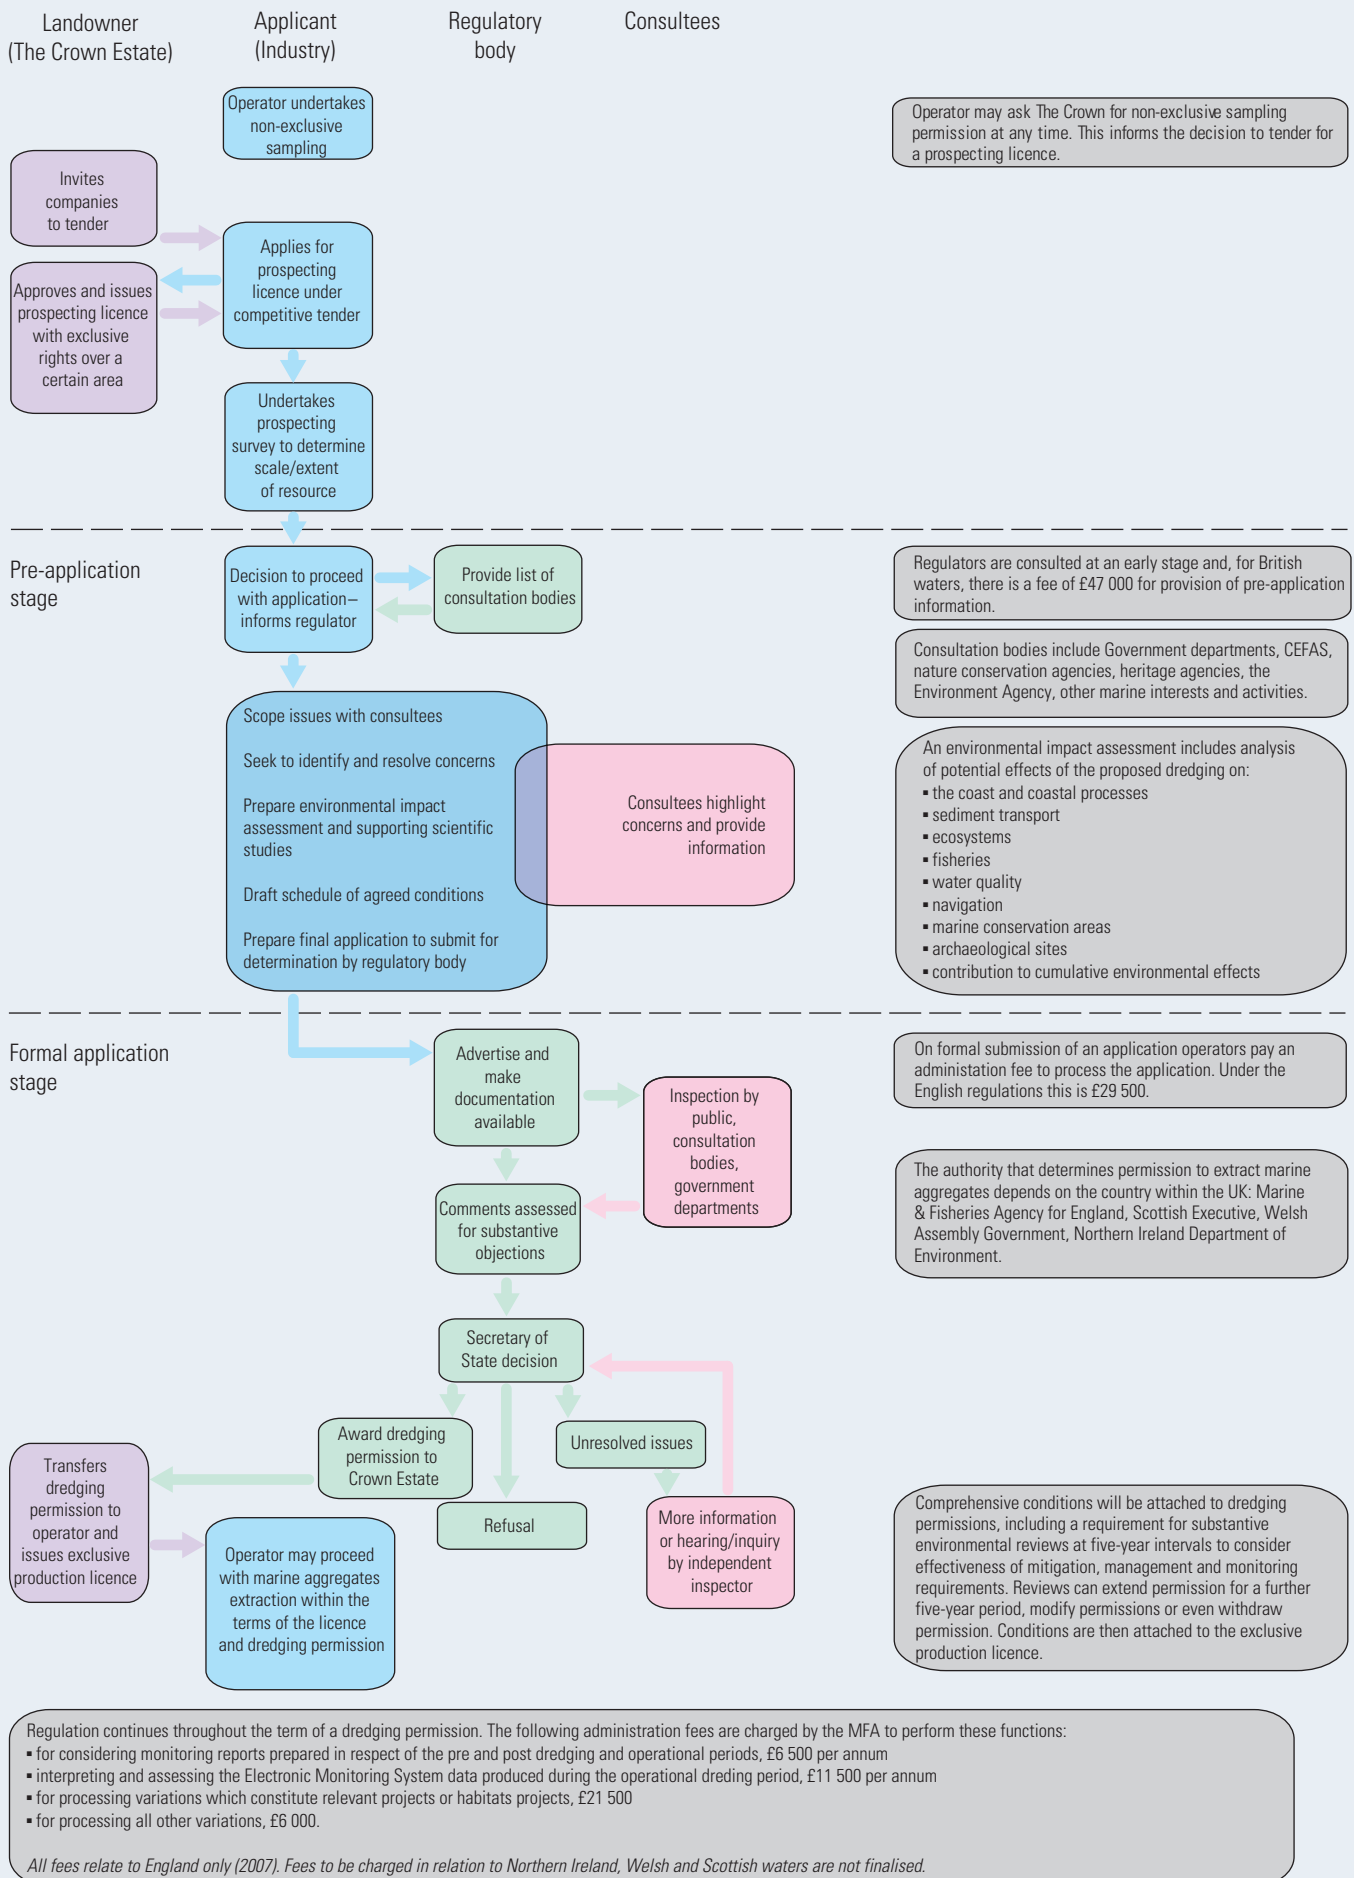 Landowner
(The Crown Estate)
Applicant
(Industry)
Regulatory
body
Consultees
Operator undertakes
non-exclusive
sampling
Operator may ask The Crown for non-exclusive sampling
permission at any time. This informs the decision to tender for
a prospecting licence.
Invites
companies
to tender
Applies for
prospecting
licence under
competitive tender
Approves and issues
prospecting licence
with exclusive
rights over a
certain area
Undertakes
prospecting
survey to determine
scale/extent
of resource
Pre-application
stage
Decision to proceed
with application–
informs regulator
Provide list of
consultation bodies
Regulators are consulted at an early stage and, for British
waters, there is a fee of £47 000 for provision of pre-application
information.
Consultation bodies include Government departments, CEFAS,
nature conservation agencies, heritage agencies, the
Environment Agency, other marine interests and activities.
Scope issues with consultees
Seek to identify and resolve concerns
Prepare environmental impact
assessment and supporting scientific
studies
Draft schedule of agreed conditions
Prepare final application to submit for
determination by regulatory body
Consultees highlight
concerns and provide
information
An environmental impact assessment includes analysis
of potential effects of the proposed dredging on:
▪ the coast and coastal processes
▪ sediment transport
▪ ecosystems
▪ fisheries
▪ water quality
▪ navigation
▪ marine conservation areas
▪ archaeological sites
▪ contribution to cumulative environmental effects
Formal application
stage
Advertise and
make
documentation
available
Inspection by
public,
consultation
bodies,
government
departments
On formal submission of an application operators pay an
administation fee to process the application. Under the
English regulations this is £29 500.
Comments assessed
for substantive
objections
The authority that determines permission to extract marine
aggregates depends on the country within the UK: Marine
& Fisheries Agency for England, Scottish Executive, Welsh
Assembly Government, Northern Ireland Department of
Environment.
Secretary of
State decision
Award dredging
permission to
Crown Estate
Unresolved issues
Refusal
Transfers
dredging
permission to
operator and
issues exclusive
production licence
Operator may proceed
with marine aggregates
extraction within the
terms of the licence
and dredging permission
More information
or hearing/inquiry
by independent
inspector
Comprehensive conditions will be attached to dredging
permissions, including a requirement for substantive
environmental reviews at five-year intervals to consider
effectiveness of mitigation, management and monitoring
requirements. Reviews can extend permission for a further
five-year period, modify permissions or even withdraw
permission. Conditions are then attached to the exclusive
production licence.
Regulation continues throughout the term of a dredging permission. The following administration fees are charged by the MFA to perform these functions:
▪ for considering monitoring reports prepared in respect of the pre and post dredging and operational periods, £6 500 per annum
▪ interpreting and assessing the Electronic Monitoring System data produced during the operational dreding period, £11 500 per annum
▪ for processing variations which constitute relevant projects or habitats projects, £21 500
▪ for processing all other variations, £6 000.
All fees relate to England only (2007). Fees to be charged in relation to Northern Ireland, Welsh and Scottish waters are not finalised.